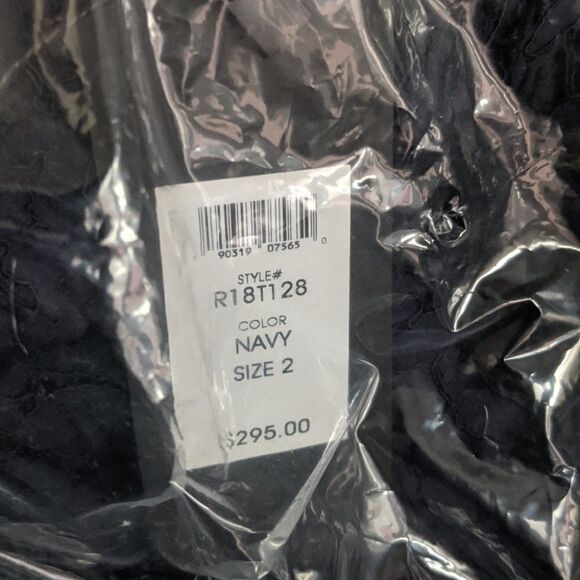 90319 07565 0
STYLE#
R18T128
COLOR
NAVY
SIZE 2
$295.00